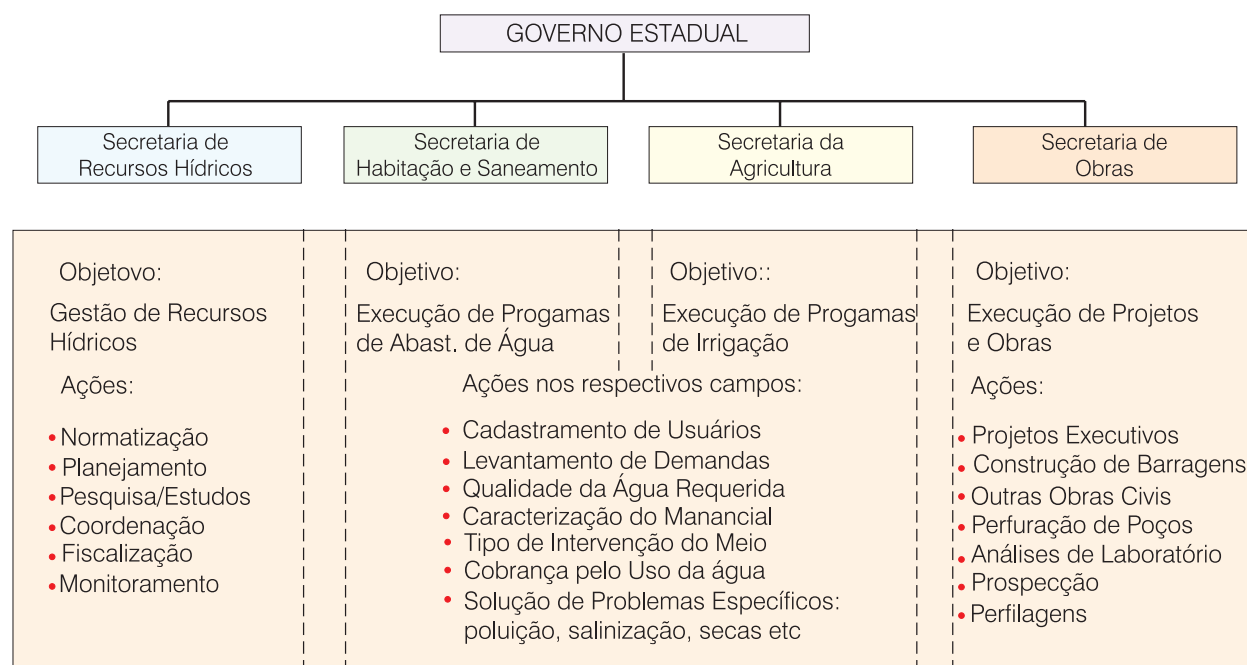 GOVERNO ESTADUAL
Secretaria de
Recursos Hídricos
Secretaria de
Habitação e Saneamento
Secretaria da
Agricultura
Secretaria de
Obras
Objetovo:
Gestão de Recursos
Hídricos
Ações:
• Normatização
• Planejamento
• Pesquisa/Estudos
• Coordenação
• Fiscalização
• Monitoramento
Objetivo:
Execução de Progamas
de Abast. de Água
Objetivo::
Execução de Progamas
de Irrigação
Ações nos respectivos campos:
• Cadastramento de Usuários
• Levantamento de Demandas
• Qualidade da Água Requerida
• Caracterização do Manancial
• Tipo de Intervenção do Meio
• Cobrança pelo Uso da água
• Solução de Problemas Específicos:
poluição, salinização, secas etc
Objetivo:
Execução de Projetos
e Obras
Ações:
• Projetos Executivos
• Construção de Barragens
• Outras Obras Civis
• Perfuração de Poços
• Análises de Laboratório
• Prospecção
• Perfilagens